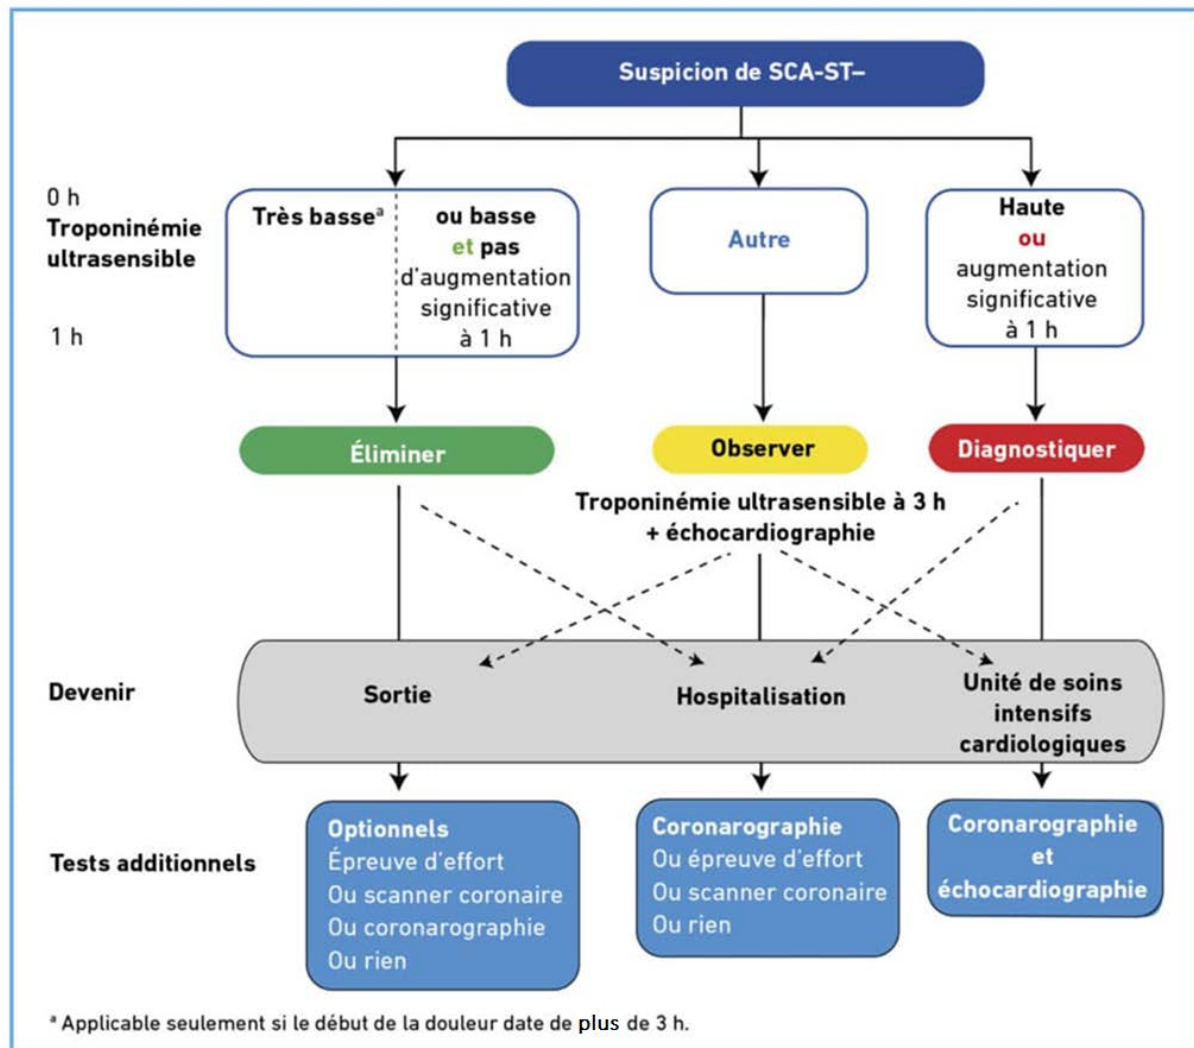 Suspicion de SCA-ST–
0 h
Troponinémie
ultrasensible
1 h
Très basseᵃ
ou basse
et pas
d'augmentation
significative
à 1 h
Autre
Haute
ou
augmentation
significative
à 1 h
Éliminer
Observer
Diagnostiquer
Troponinémie ultrasensible à 3 h
+ échocardiographie
Devenir
Sortie
Hospitalisation
Unité de soins
intensifs
cardiologiques
Tests additionnels
Optionnels
Épreuve d'effort
Ou scanner coronaire
Ou coronarographie
Ou rien
Coronarographie
Ou épreuve d'effort
Ou scanner coronaire
Ou rien
Coronarographie
et
échocardiographie
ᵃ Applicable seulement si le début de la douleur date de plus de 3 h.